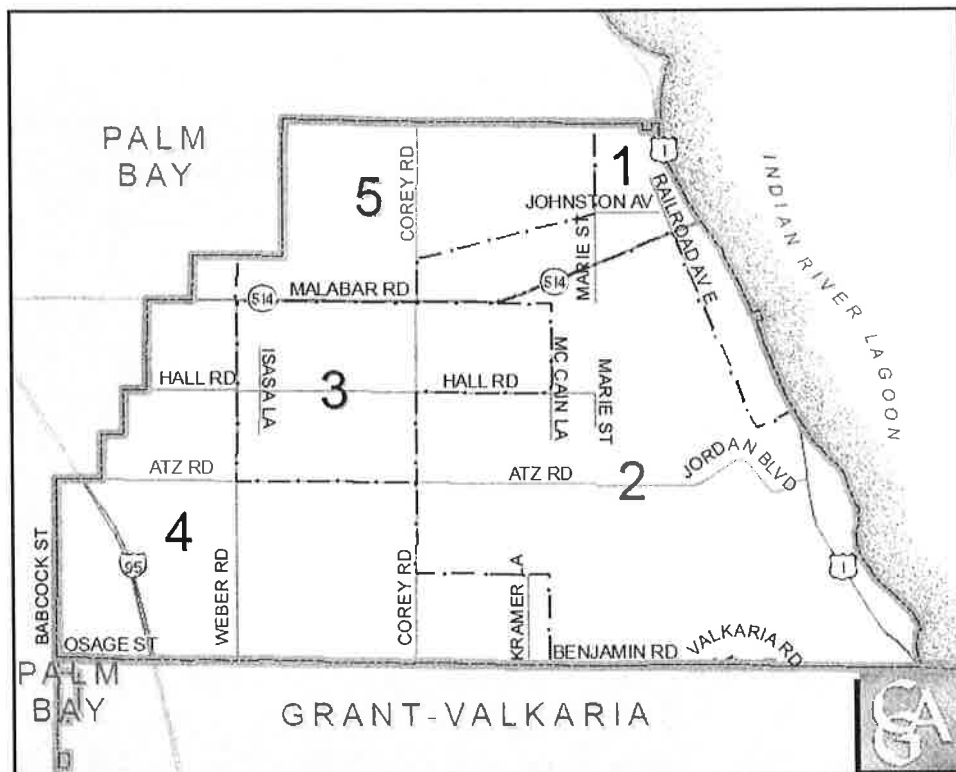 PALM
BAY
1
1
5
COREY RD
JOHNSTON AV
MARIE ST
RAILROAD AV E
INDIAN RIVER LAGOON
514
MALABAR RD
514
HALL RD
ISASA LA
3
HALL RD
MC CAIN LA
MARIE ST
ATZ RD
ATZ RD
2
JORDAN BLVD
BABCOCK ST
95
4
WEBER RD
COREY RD
KRAMER LA
1
OSAGE ST
BENJAMIN RD
VALKARIA RD
PALM
BAY
GRANT-VALKARIA
CAG